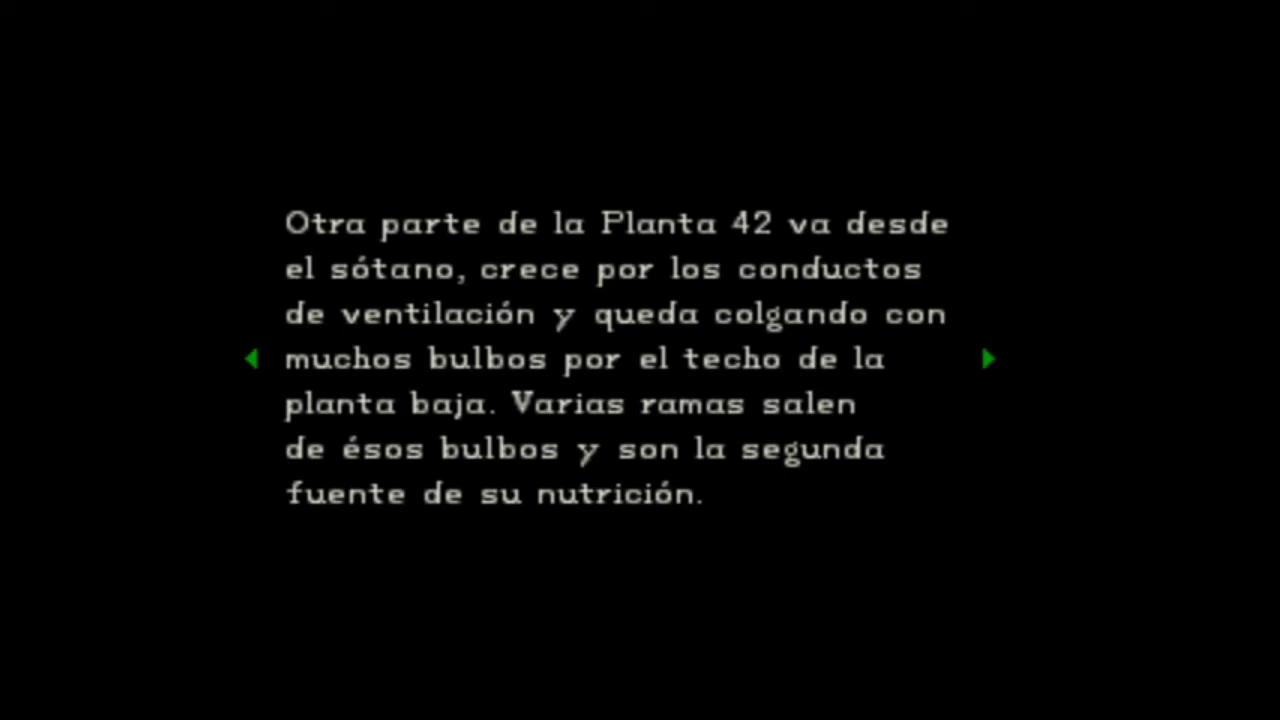 Otra parte de la Planta 42 va desde
el sótano, crece por los conductos
de ventilación y queda colgando con
muchos bulbos por el techo de la
planta baja. Varias ramas salen
de ésos bulbos y son la segunda
fuente de su nutrición.